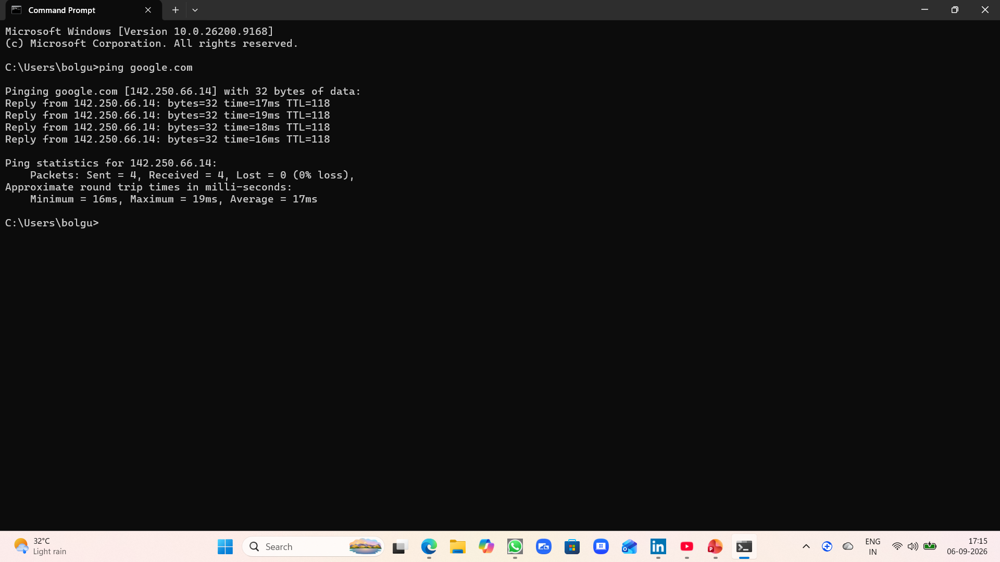 Command Prompt
Microsoft Windows [Version 10.0.26200.9168]
(c) Microsoft Corporation. All rights reserved.
C:\Users\bolgu>ping google.com
Pinging google.com [142.250.66.14] with 32 bytes of data:
Reply from 142.250.66.14: bytes=32 time=17ms TTL=118
Reply from 142.250.66.14: bytes=32 time=19ms TTL=118
Reply from 142.250.66.14: bytes=32 time=18ms TTL=118
Reply from 142.250.66.14: bytes=32 time=16ms TTL=118
Ping statistics for 142.250.66.14:
    Packets: Sent = 4, Received = 4, Lost = 0 (0% loss),
Approximate round trip times in milli-seconds:
    Minimum = 16ms, Maximum = 19ms, Average = 17ms
C:\Users\bolgu>
32°C
Light rain
Search
ENG
IN
17:15
06-09-2026